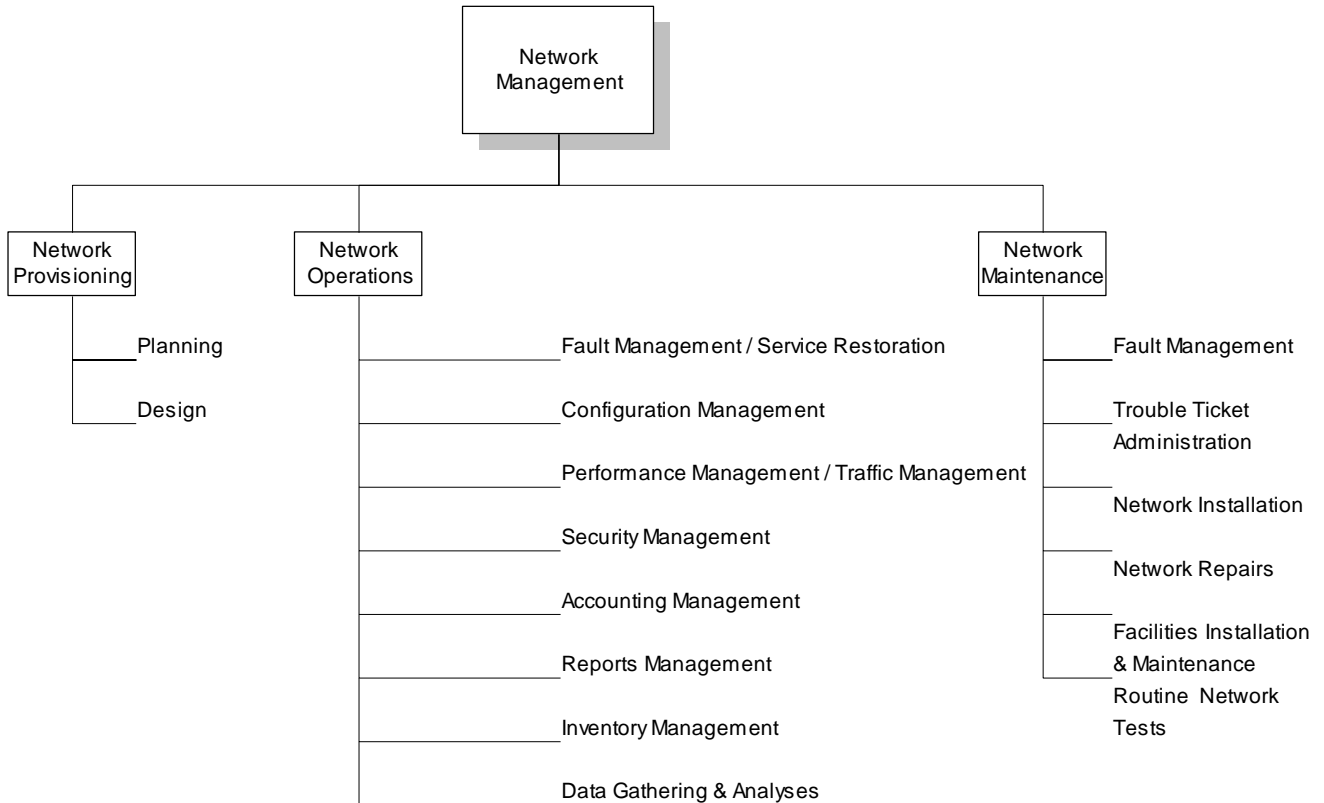 Network
Management
Network
Provisioning
Planning
Design
Network
Operations
Fault Management / Service Restoration
Configuration Management
Performance Management / Traffic Management
Security Management
Accounting Management
Reports Management
Inventory Management
Data Gathering & Analyses
Network
Maintenance
Fault Management
Trouble Ticket
Administration
Network Installation
Network Repairs
Facilities Installation
& Maintenance
Routine Network
Tests